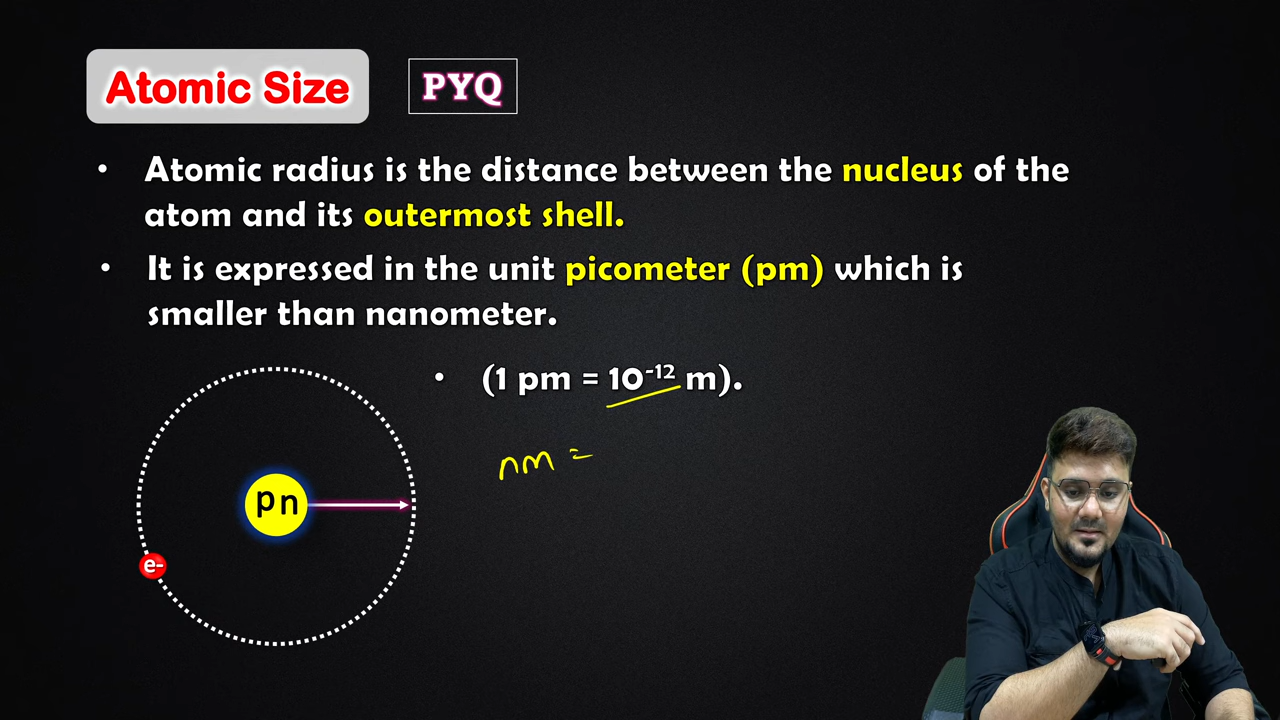 Atomic Size
PYQ
• Atomic radius is the distance between the nucleus of the
atom and its outermost shell.
• It is expressed in the unit picometer (pm) which is
smaller than nanometer.
• (1 pm = 10⁻¹² m).
nm =
pn
e-